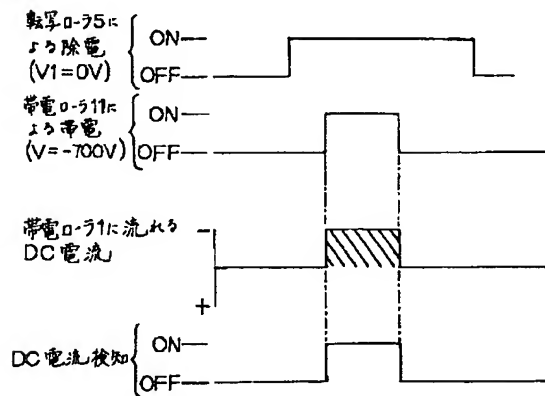 転写ローラ5に
よる除電
(V1=0V)
ON
OFF
帯電ローラ11に
よる帯電
(V=-700V)
ON
OFF
帯電ローラ1に流れる
DC電流
−
+
DC電流検知
ON
OFF